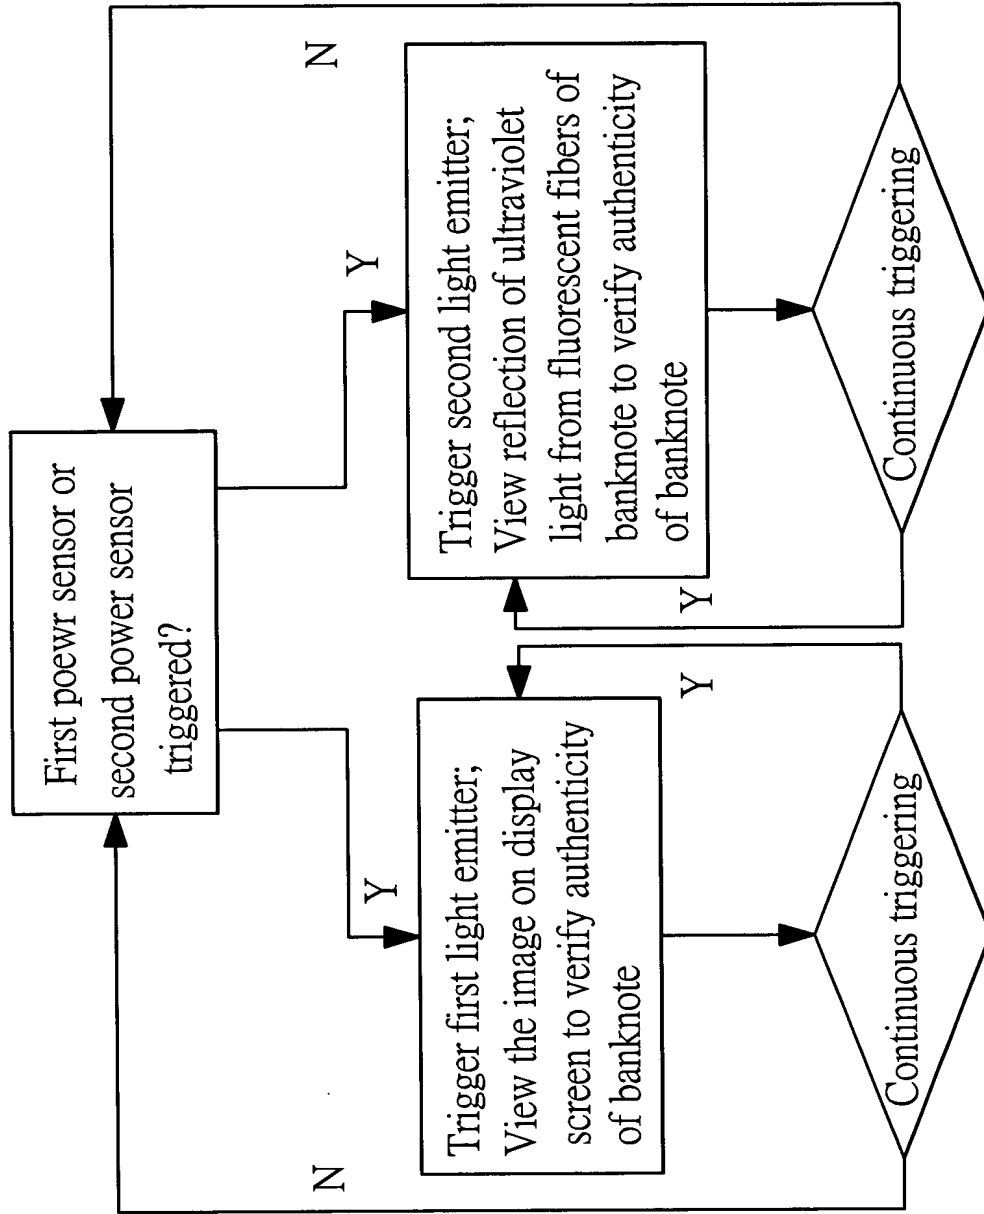 First poewr sensor or
second power sensor
triggered?
Y
Y
N
N
Trigger first light emitter;
View the image on display
screen to verify authenticity
of banknote
Trigger second light emitter;
View reflection of ultraviolet
light from fluorescent fibers of
banknote to verify authenticity
of banknote
Y
Y
Continuous triggering
Continuous triggering